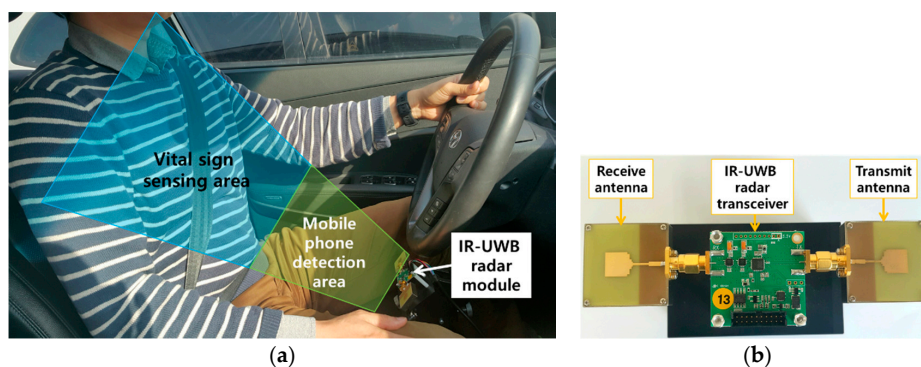 Vital sign
sensing area
Mobile
phone
detection
area
IR-UWB
radar
module
(a)
Receive
antenna
IR-UWB
radar
transceiver
Transmit
antenna
13
(b)